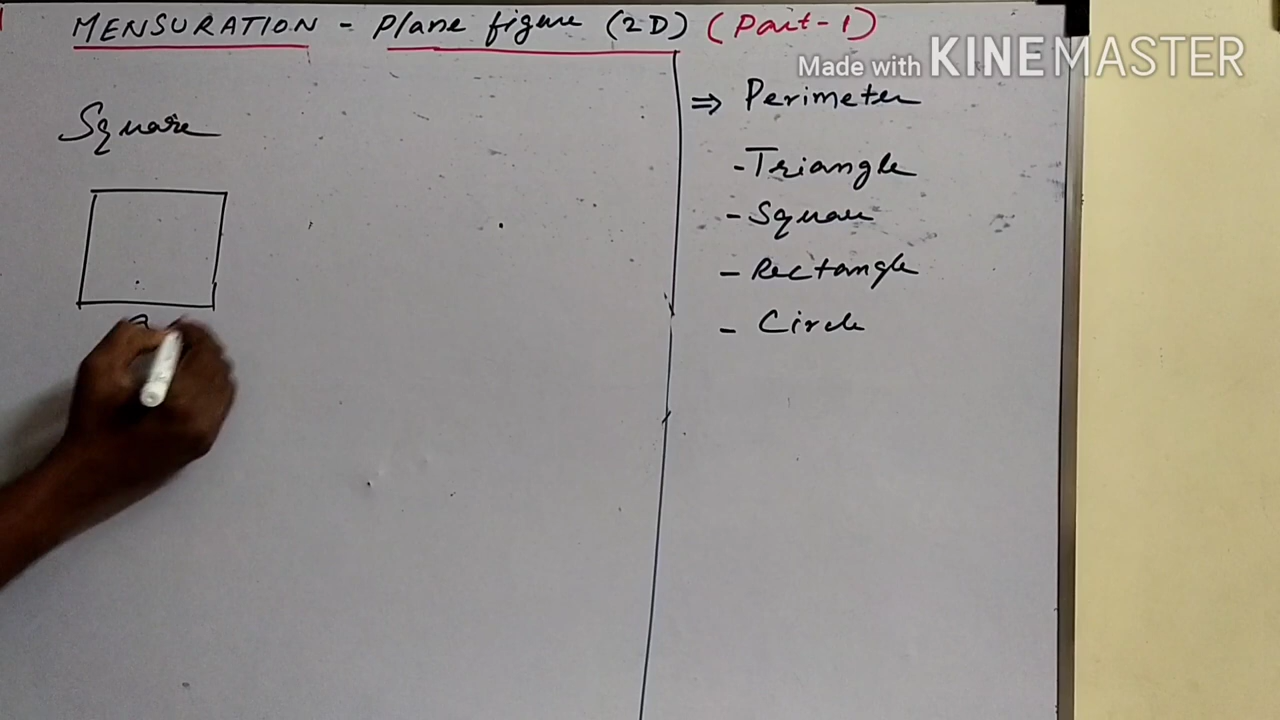 MENSURATION - Plane figure (2D) (Part-1)
Made with KINEMASTER
Square
a
⇒ Perimeter
- Triangle
- Square
- Rectangle
- Circle